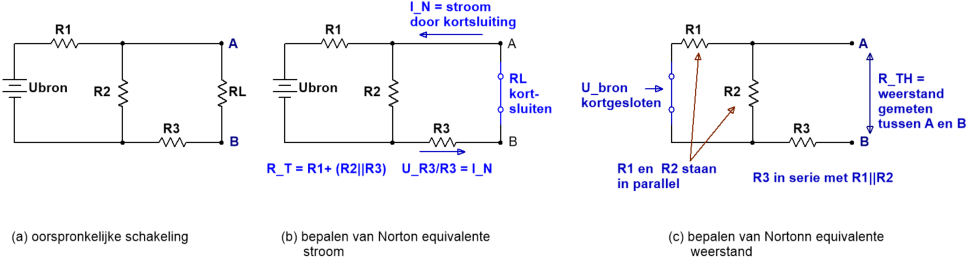 R1
A
Ubron
R2
RL
R3
B
(a) oorspronkelijke schakeling
I_N = stroom
door kortsluiting
R1
A
Ubron
R2
RL
kort-
sluiten
R3
B
R_T = R1+ (R2||R3)
U_R3/R3 = I_N
(b) bepalen van Norton equivalente
stroom
R1
A
U_bron
kortgesloten
R2
R_TH =
weerstand
gemeten
tussen A en B
R3
B
R1 en R2 staan
in parallel
R3 in serie met R1||R2
(c) bepalen van Nortonn equivalente
weerstand